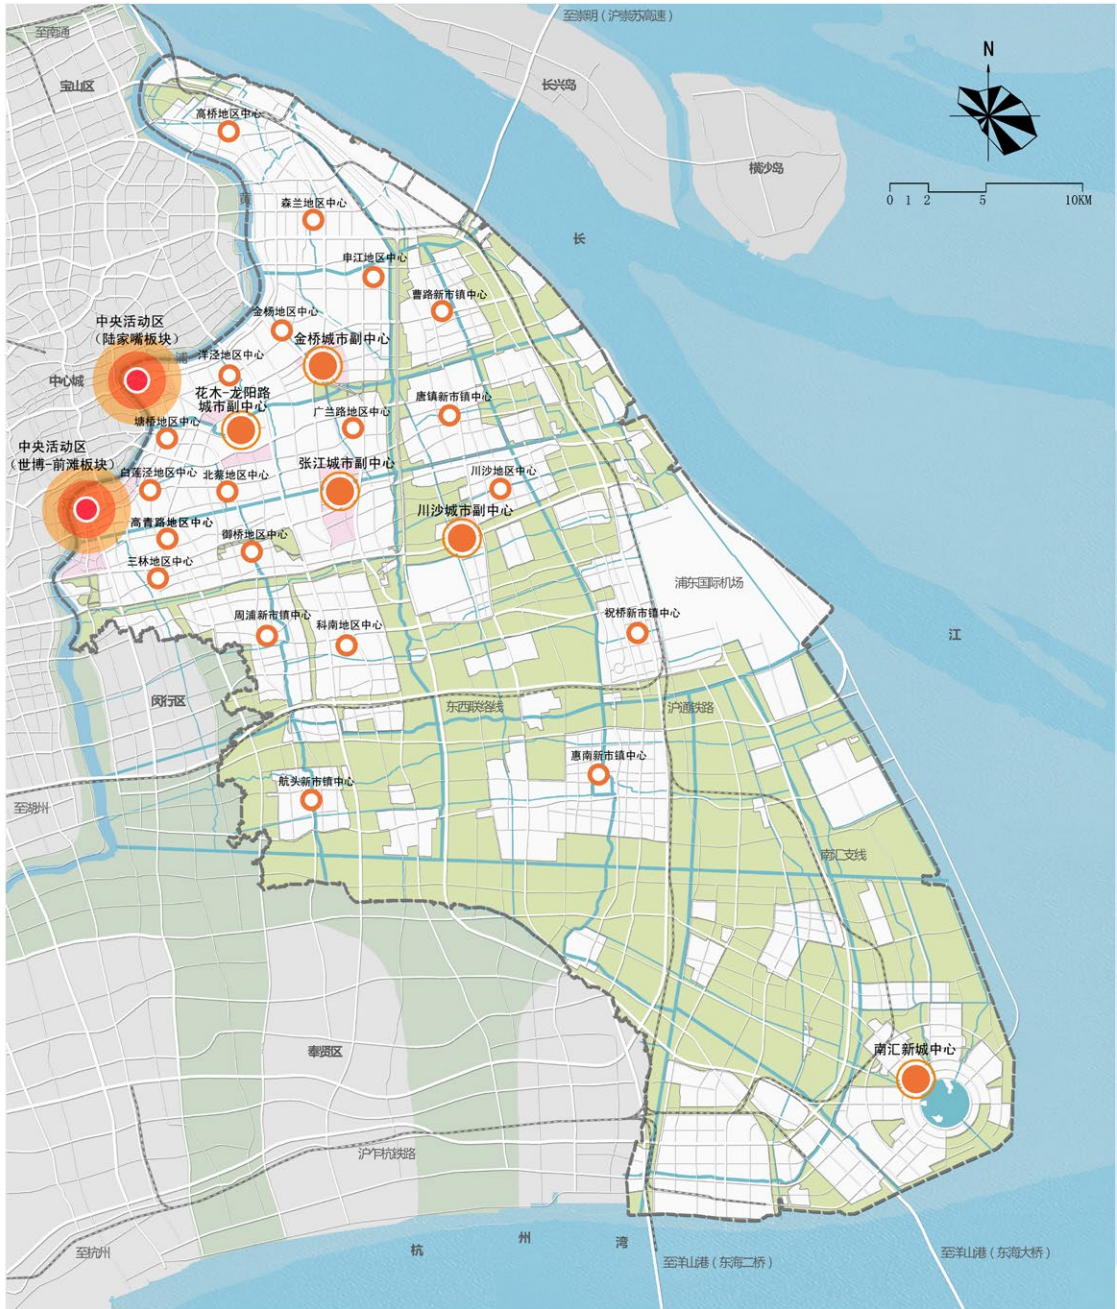 至崇明（沪崇苏高速）
至南通
宝山区
长兴岛
N
高桥地区中心
横沙岛
0 1 2 5 10KM
黄
森兰地区中心
长
申江地区中心
曹路新市镇中心
金杨地区中心
中央活动区
（陆家嘴板块）
金桥城市副中心
浦
洋泾地区中心
中心城
花木-龙阳路
城市副中心
唐镇新市镇中心
广兰路地区中心
塘桥地区中心
中央活动区
（世博-前滩板块）
张江城市副中心
白莲泾地区中心
北蔡地区中心
川沙地区中心
川沙城市副中心
高青路地区中心
御桥地区中心
三林地区中心
浦东国际机场
周浦新市镇中心
科南地区中心
祝桥新市镇中心
江
闵行区
东西联络线
沪通铁路
惠南新市镇中心
航头新市镇中心
至湖州
南汇支线
奉贤区
南汇新城中心
沪乍杭铁路
杭
州
湾
至杭州
至洋山港（东海二桥）
至洋山港（东海大桥）